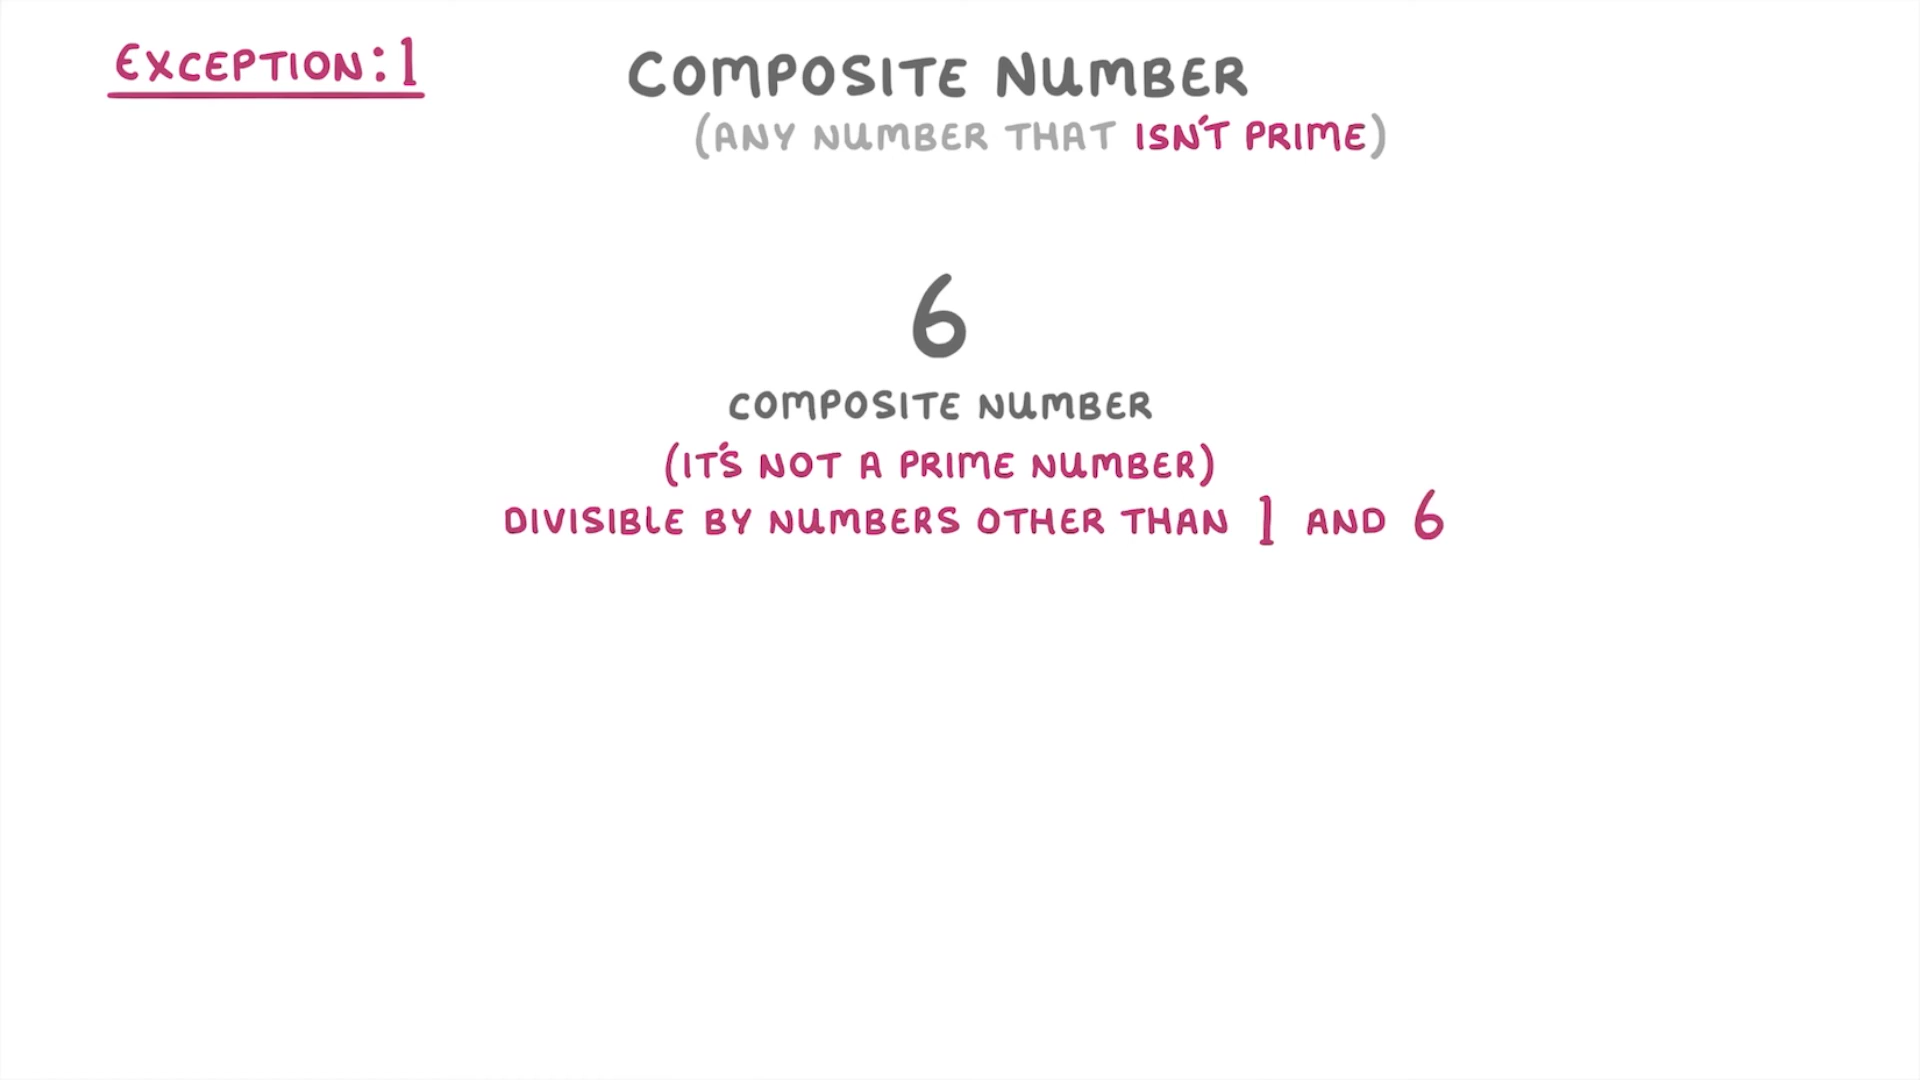 EXCEPTION: 1
COMPOSITE NUMBER
(ANY NUMBER THAT ISN'T PRIME)
6
COMPOSITE NUMBER
(IT'S NOT A PRIME NUMBER)
DIVISIBLE BY NUMBERS OTHER THAN 1 AND 6